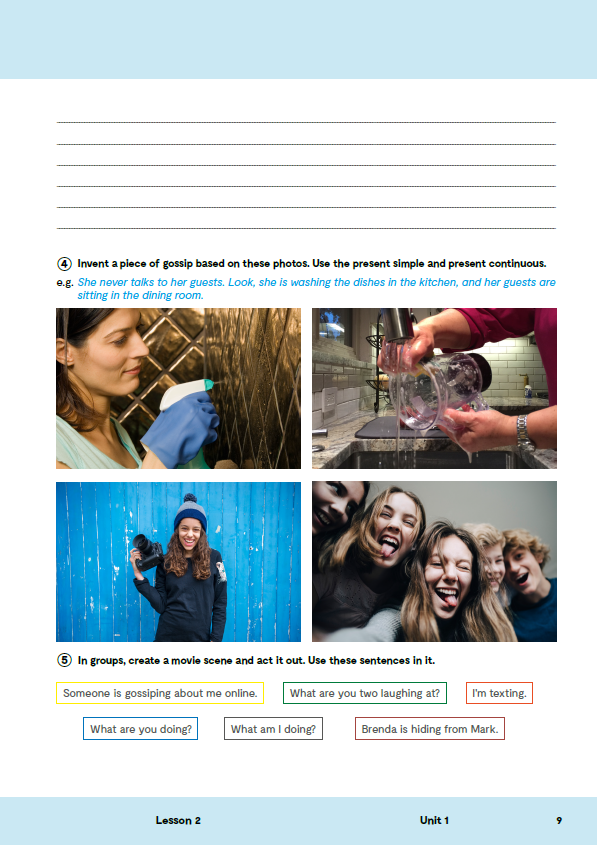 ④ Invent a piece of gossip based on these photos. Use the present simple and present continuous.
e.g. She never talks to her guests. Look, she is washing the dishes in the kitchen, and her guests are
sitting in the dining room.
⑤ In groups, create a movie scene and act it out. Use these sentences in it.
Someone is gossiping about me online. What are you two laughing at? I'm texting.
What are you doing? What am I doing? Brenda is hiding from Mark.
Lesson 2 Unit 1 9